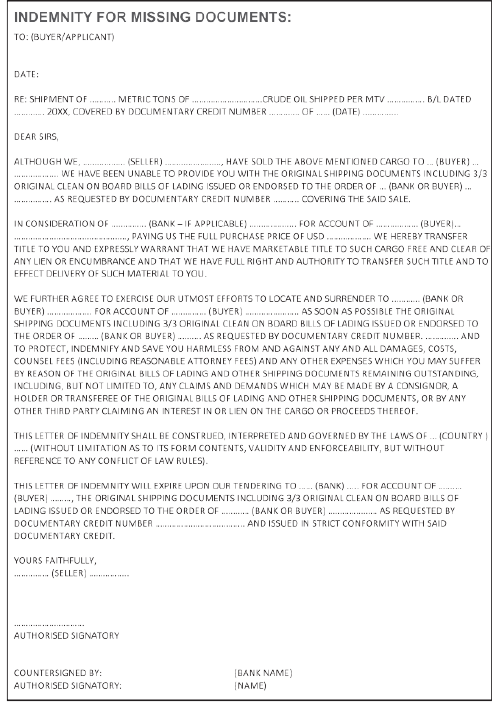 INDEMNITY FOR MISSING DOCUMENTS:
TO: (BUYER/APPLICANT)
DATE:
RE: SHIPMENT OF ........... METRIC TONS OF ..............................CRUDE OIL SHIPPED PER MTV ................ B/L DATED
............. 20XX, COVERED BY DOCUMENTARY CREDIT NUMBER ............. OF ...... (DATE) ...............
DEAR SIRS,
ALTHOUGH WE, .................. (SELLER) ........................., HAVE SOLD THE ABOVE MENTIONED CARGO TO ... (BUYER) ...
................... WE HAVE BEEN UNABLE TO PROVIDE YOU WITH THE ORIGINAL SHIPPING DOCUMENTS INCLUDING 3/3
ORIGINAL CLEAN ON BOARD BILLS OF LADING ISSUED OR ENDORSED TO THE ORDER OF ... (BANK OR BUYER) ...
................ AS REQUESTED BY DOCUMENTARY CREDIT NUMBER ........... COVERING THE SAID SALE.
IN CONSIDERATION OF ............... (BANK – IF APPLICABLE) .................... FOR ACCOUNT OF .................. (BUYER)...
................................................, PAYING US THE FULL PURCHASE PRICE OF USD ................... WE HEREBY TRANSFER
TITLE TO YOU AND EXPRESSLY WARRANT THAT WE HAVE MARKETABLE TITLE TO SUCH CARGO FREE AND CLEAR OF
ANY LIEN OR ENCUMBRANCE AND THAT WE HAVE FULL RIGHT AND AUTHORITY TO TRANSFER SUCH TITLE AND TO
EFFECT DELIVERY OF SUCH MATERIAL TO YOU.
WE FURTHER AGREE TO EXERCISE OUR UTMOST EFFORTS TO LOCATE AND SURRENDER TO ............ (BANK OR
BUYER) ................... FOR ACCOUNT OF ............... (BUYER) ....................... AS SOON AS POSSIBLE THE ORIGINAL
SHIPPING DOCUMENTS INCLUDING 3/3 ORIGINAL CLEAN ON BOARD BILLS OF LADING ISSUED OR ENDORSED TO
THE ORDER OF ......... (BANK OR BUYER) .......... AS REQUESTED BY DOCUMENTARY CREDIT NUMBER. .............. AND
TO PROTECT, INDEMNIFY AND SAVE YOU HARMLESS FROM AND AGAINST ANY AND ALL DAMAGES, COSTS,
COUNSEL FEES (INCLUDING REASONABLE ATTORNEY FEES) AND ANY OTHER EXPENSES WHICH YOU MAY SUFFER
BY REASON OF THE ORIGINAL BILLS OF LADING AND OTHER SHIPPING DOCUMENTS REMAINING OUTSTANDING,
INCLUDING, BUT NOT LIMITED TO, ANY CLAIMS AND DEMANDS WHICH MAY BE MADE BY A CONSIGNOR, A
HOLDER OR TRANSFEREE OF THE ORIGINAL BILLS OF LADING AND OTHER SHIPPING DOCUMENTS, OR BY ANY
OTHER THIRD PARTY CLAIMING AN INTEREST IN OR LIEN ON THE CARGO OR PROCEEDS THEREOF.
THIS LETTER OF INDEMNITY SHALL BE CONSTRUED, INTERPRETED AND GOVERNED BY THE LAWS OF ... (COUNTRY )
...... (WITHOUT LIMITATION AS TO ITS FORM CONTENTS, VALIDITY AND ENFORCEABILITY, BUT WITHOUT
REFERENCE TO ANY CONFLICT OF LAW RULES).
THIS LETTER OF INDEMNITY WILL EXPIRE UPON OUR TENDERING TO ...... (BANK) ..... FOR ACCOUNT OF ..........
(BUYER) ........., THE ORIGINAL SHIPPING DOCUMENTS INCLUDING 3/3 ORIGINAL CLEAN ON BOARD BILLS OF
LADING ISSUED OR ENDORSED TO THE ORDER OF ............ (BANK OR BUYER) ..................... AS REQUESTED BY
DOCUMENTARY CREDIT NUMBER ...................................... AND ISSUED IN STRICT CONFORMITY WITH SAID
DOCUMENTARY CREDIT.
YOURS FAITHFULLY,
............... (SELLER) .................
..............................
AUTHORISED SIGNATORY
COUNTERSIGNED BY: (BANK NAME)
AUTHORISED SIGNATORY: (NAME)